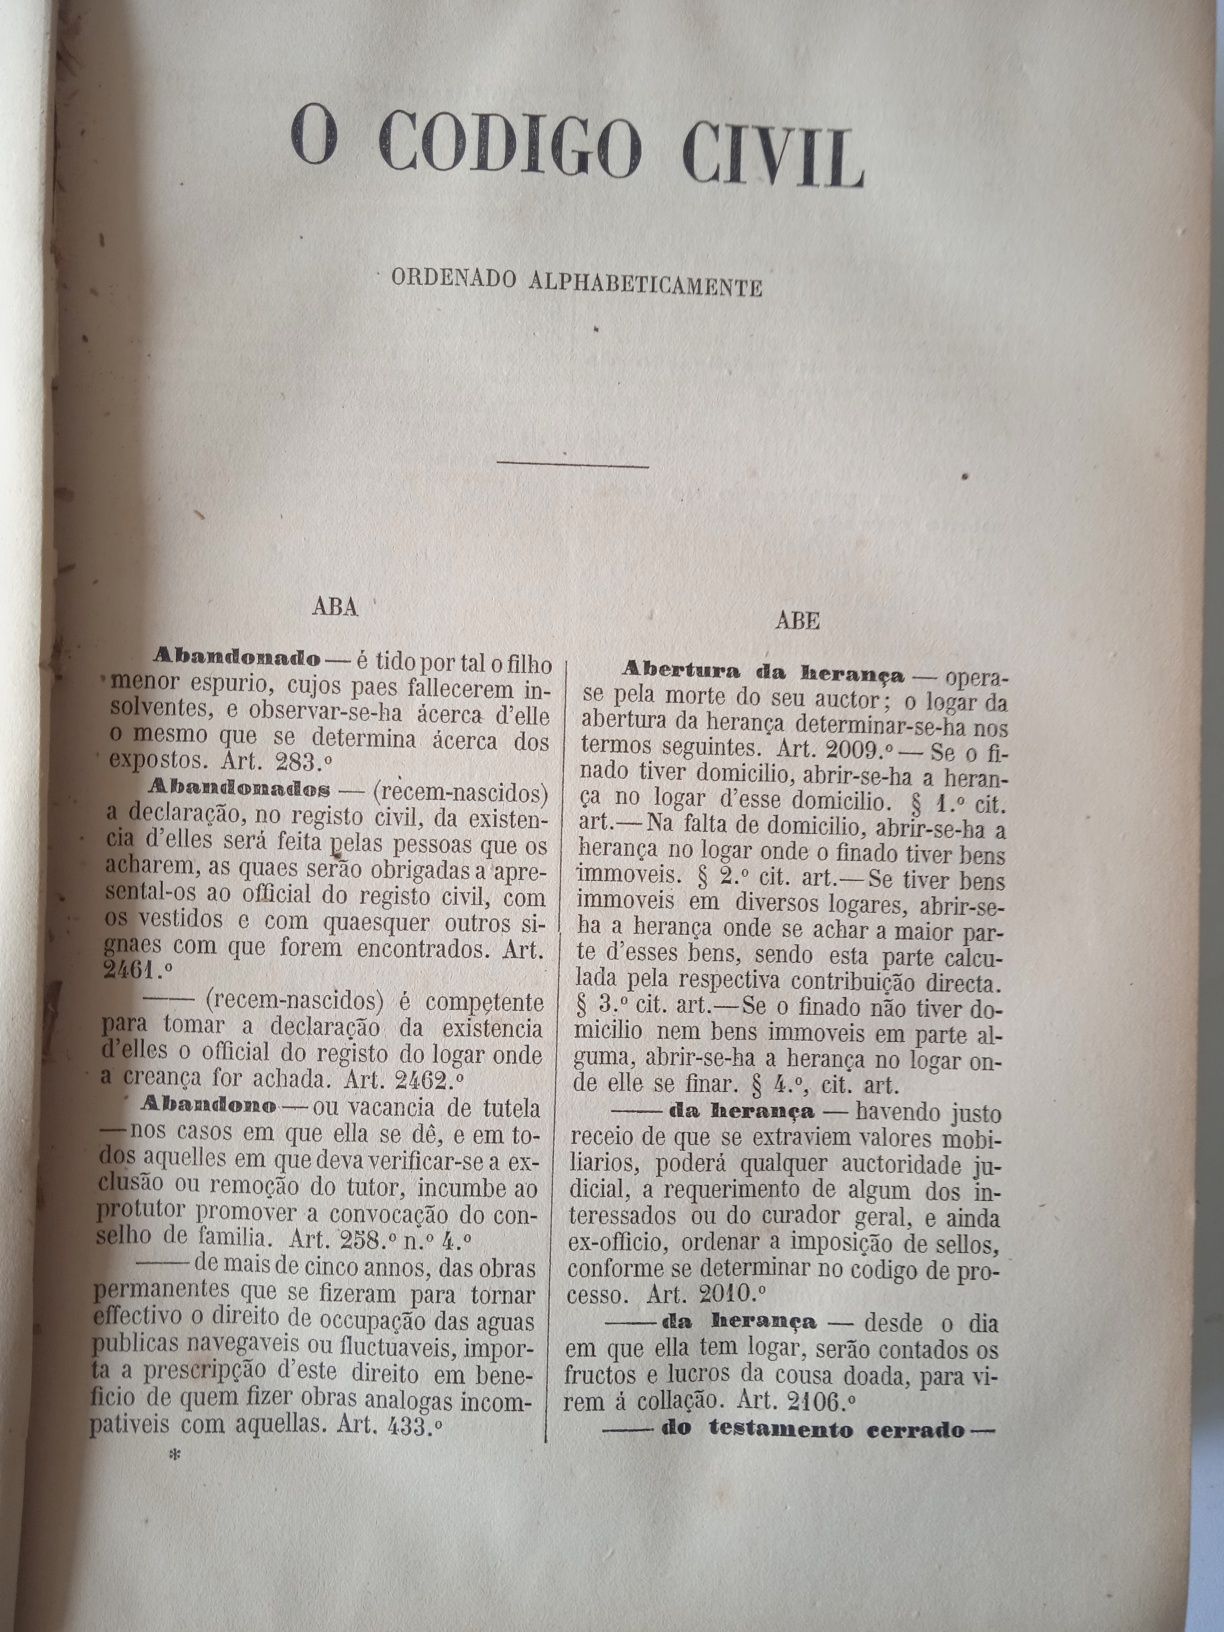 O CODIGO CIVIL
ORDENADO ALPHABETICAMENTE
ABA
Abandonado — é tido por tal o filho
menor espurio, cujos paes fallecerem in-
solventes, e observar-se-ha ácerca d'elle
o mesmo que se determina ácerca dos
expostos. Art. 283.º
Abandonados — (recem-nascidos)
a declaração, no registo civil, da existen-
cia d'elles será feita pelas pessoas que os
acharem, as quaes serão obrigadas a apre-
sental-os ao official do registo civil, com
os vestidos e com quaesquer outros si-
gnaes com que forem encontrados. Art.
2461.º
—— (recem-nascidos) é competente
para tomar a declaração da existencia
d'elles o official do registo do logar onde
a creança for achada. Art. 2462.º
Abandono — ou vacancia de tutela
— nos casos em que ella se dê, e em to-
dos aquelles em que deva verificar-se a ex-
clusão ou remoção do tutor, incumbe ao
protutor promover a convocação do con-
selho de familia. Art. 258.º n.º 4.º
—— de mais de cinco annos, das obras
permanentes que se fizeram para tornar
effectivo o direito de occupação das aguas
publicas navegaveis ou fluctuaveis, impor-
ta a prescripção d'este direito em bene-
ficio de quem fizer obras analogas incom-
pativeis com aquellas. Art. 433.º
*
ABE
Abertura da herança — opera-
se pela morte do seu auctor; o logar da
abertura da herança determinar-se-ha nos
termos seguintes. Art. 2009.º — Se o fi-
nado tiver domicilio, abrir-se-ha a heran-
ça no logar d'esse domicilio. § 1.º cit.
art.— Na falta de domicilio, abrir-se-ha a
herança no logar onde o finado tiver bens
immoveis. § 2.º cit. art.—Se tiver bens
immoveis em diversos logares, abrir-se-
ha a herança onde se achar a maior par-
te d'esses bens, sendo esta parte calcu-
lada pela respectiva contribuição directa.
§ 3.º cit. art.—Se o finado não tiver do-
micilio nem bens immoveis em parte al-
guma, abrir-se-ha a herança no logar on-
de elle se finar. § 4.º, cit. art.
—— da herança — havendo justo
receio de que se extraviem valores mobi-
liarios, poderá qualquer auctoridade ju-
dicial, a requerimento de algum dos in-
teressados ou do curador geral, e ainda
ex-officio, ordenar a imposição de sellos,
conforme se determinar no codigo de pro-
cesso. Art. 2010.º
—— da herança — desde o dia
em que ella tem logar, serão contados os
fructos e lucros da cousa doada, para vi-
rem á collação. Art. 2106.º
—— do testamento cerrado —